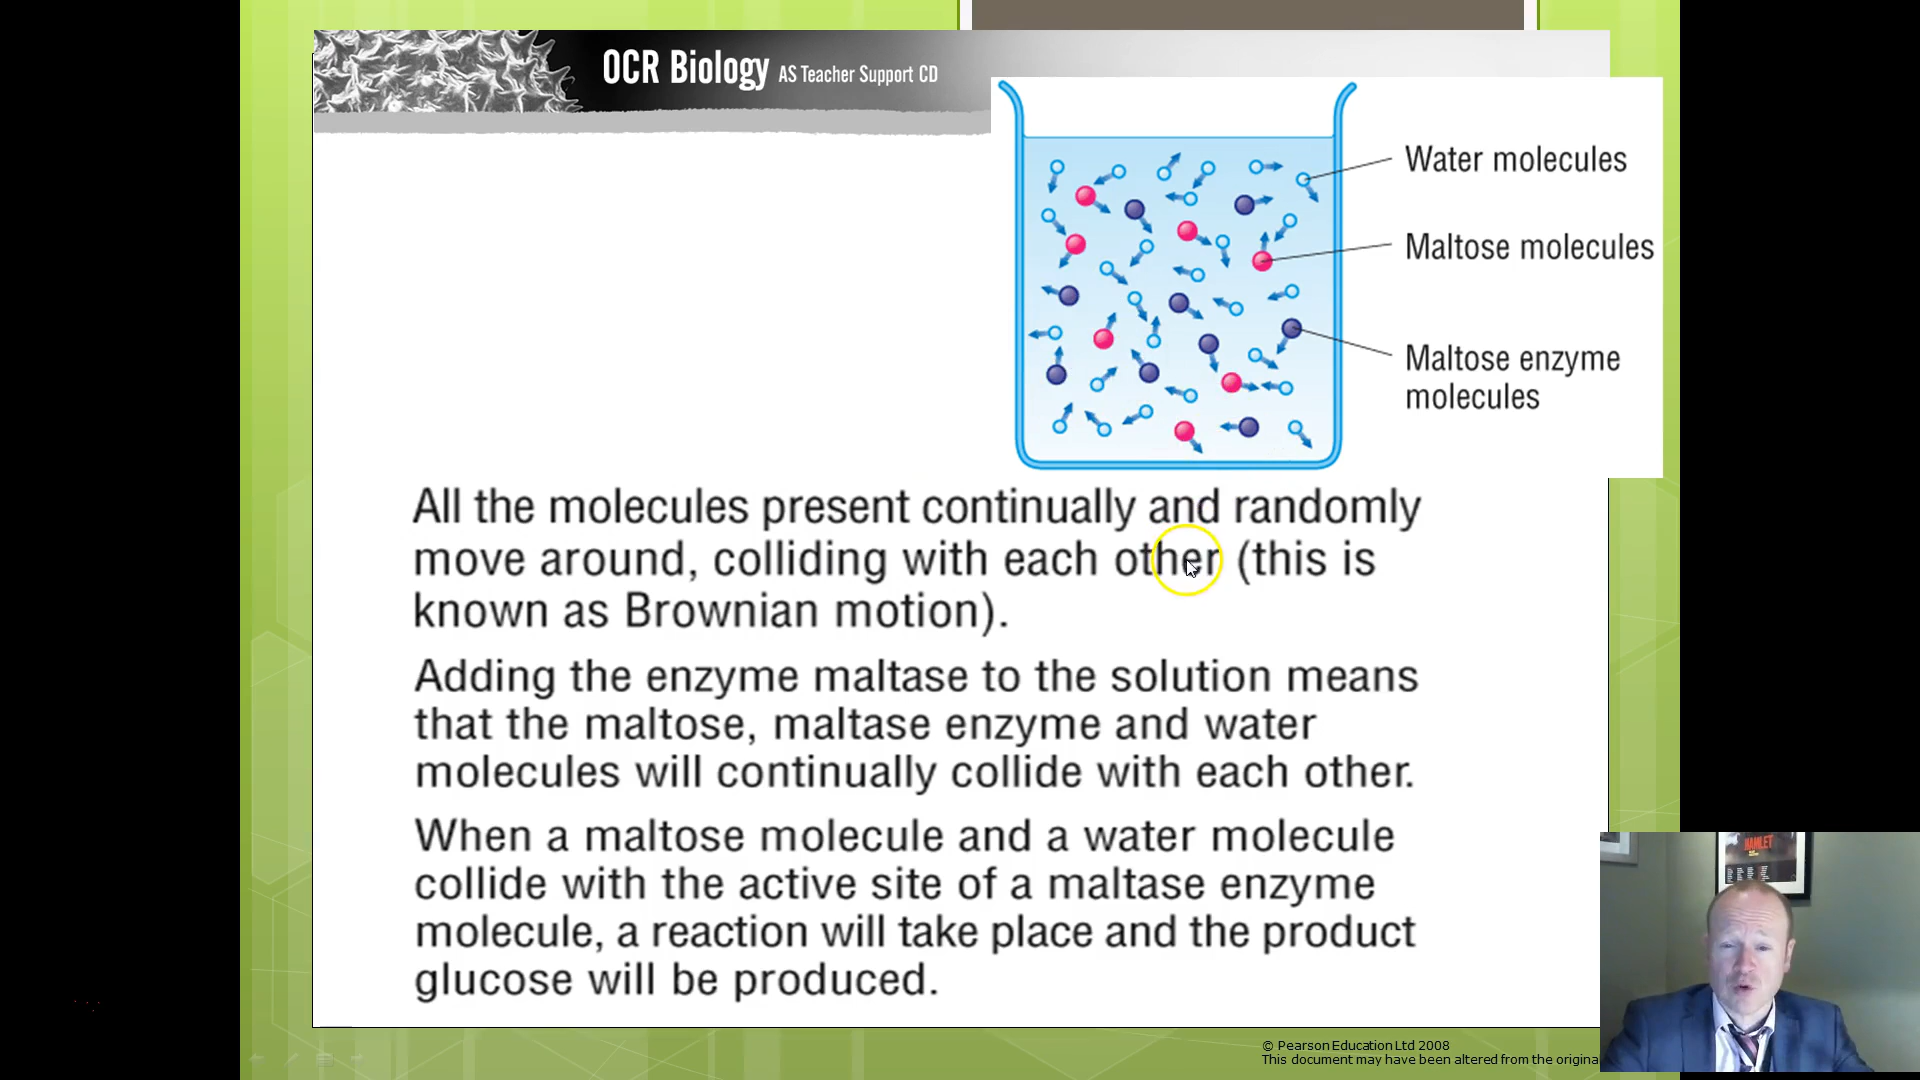 OCR Biology AS Teacher Support CD
Water molecules
Maltose molecules
Maltose enzyme
molecules
All the molecules present continually and randomly
move around, colliding with each other (this is
known as Brownian motion).
Adding the enzyme maltase to the solution means
that the maltose, maltase enzyme and water
molecules will continually collide with each other.
When a maltose molecule and a water molecule
collide with the active site of a maltase enzyme
molecule, a reaction will take place and the product
glucose will be produced.
HAMLET
© Pearson Education Ltd 2008
This document may have been altered from the origina